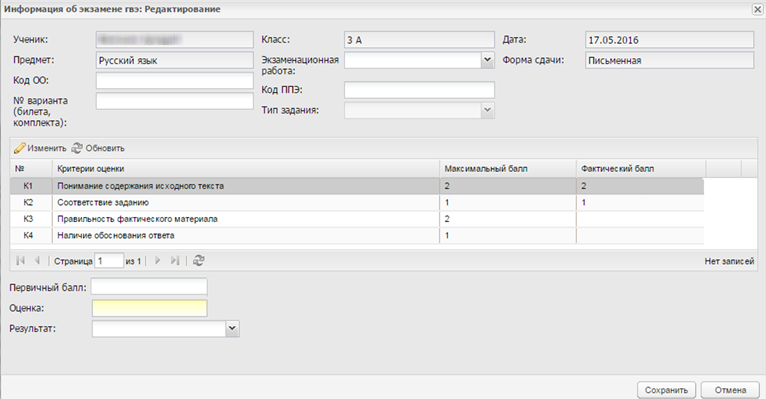 Информация об экзамене гвэ: Редактирование
Ученик: Класс: 3 А Дата: 17.05.2016
Предмет: Русский язык Экзаменационная работа: Форма сдачи: Письменная
Код ОО: Код ППЭ:
№ варианта (билета, комплекта): Тип задания:
Изменить Обновить
№ Критерии оценки Максимальный балл Фактический балл
К1 Понимание содержания исходного текста 2 2
К2 Соответствие заданию 1 1
К3 Правильность фактического материала 2
К4 Наличие обоснования ответа 1
Страница 1 из 1 Нет записей
Первичный балл:
Оценка:
Результат:
Сохранить Отмена